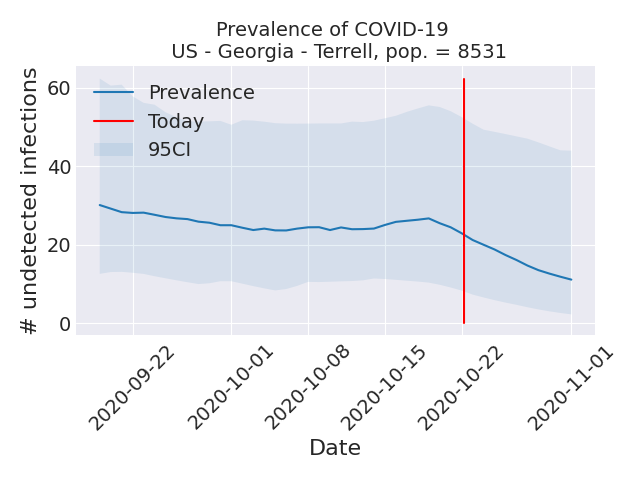 Prevalence of COVID-19
US - Georgia - Terrell, pop. = 8531
# undetected infections
60
40
20
0
Prevalence
Today
95CI
2020-09-22
2020-10-01
2020-10-08
2020-10-15
2020-10-22
2020-11-01
Date